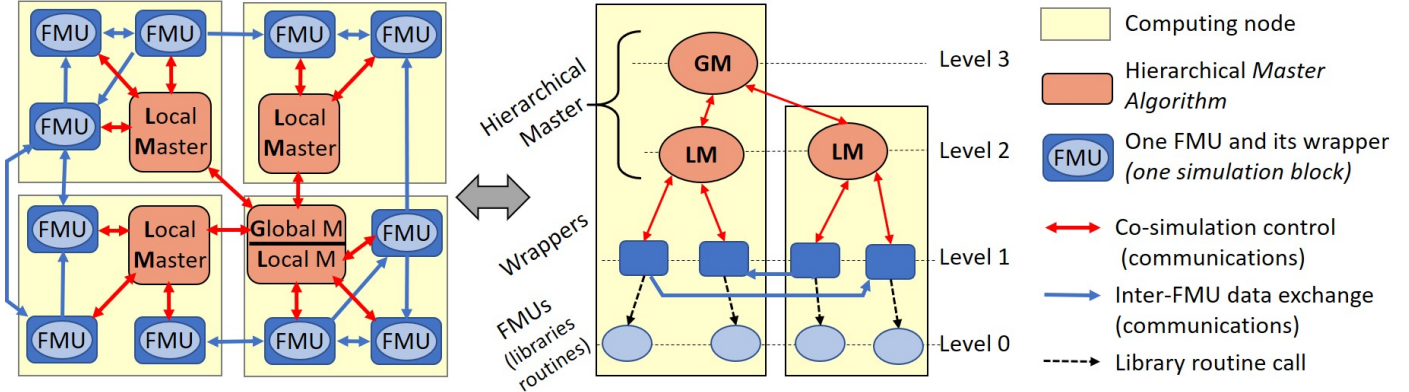 FMU
FMU
FMU
FMU
FMU
Local
Master
Local
Master
FMU
Local
Master
Global M
Local M
FMU
FMU
FMU
FMU
FMU
Hierarchical
Master
GM
Level 3
LM
LM
Level 2
Wrappers
Level 1
FMUs
(libraries
routines)
Level 0
Computing node
Hierarchical Master
Algorithm
FMU
One FMU and its wrapper
(one simulation block)
Co-simulation control
(communications)
Inter-FMU data exchange
(communications)
Library routine call